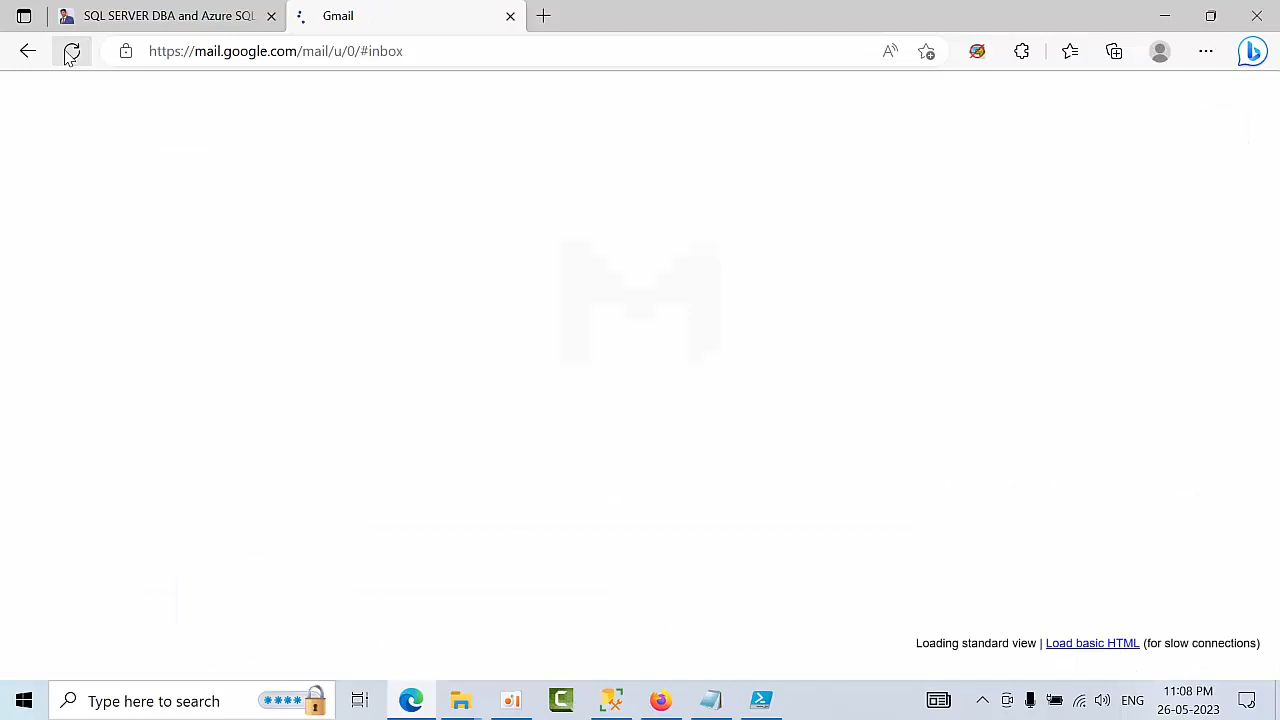 SQL SERVER DBA and Azure SQL
Gmail
https://mail.google.com/mail/u/0/#inbox
Loading standard view | Load basic HTML (for slow connections)
Type here to search
ENG
11:08 PM
26-05-2023